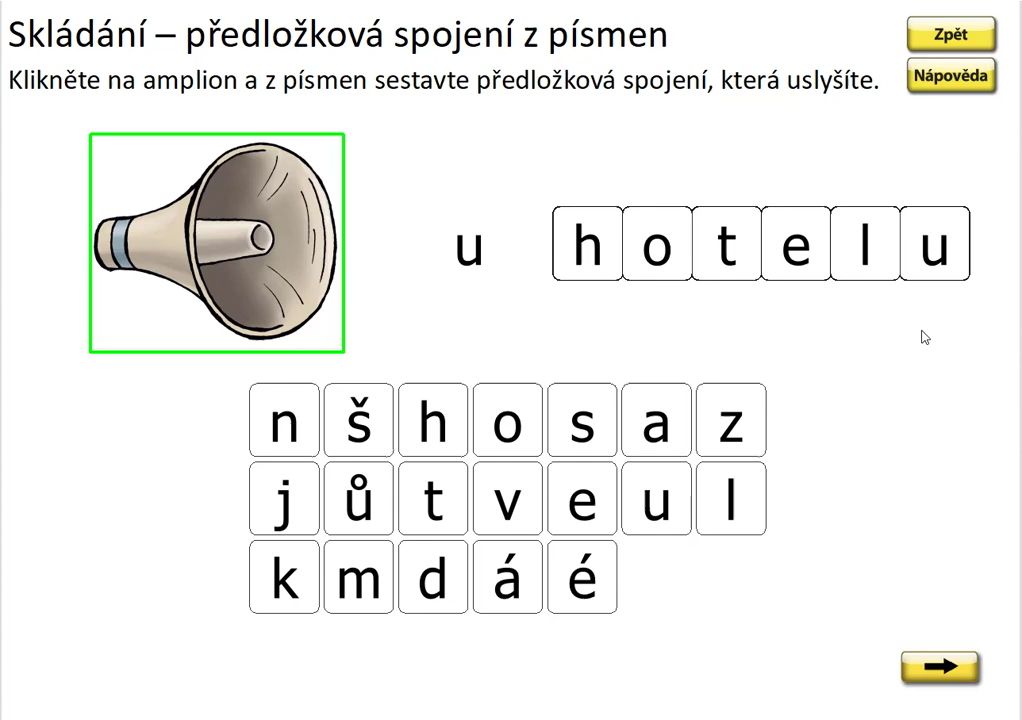 Skládání – předložková spojení z písmen
Zpět
Klikněte na amplion a z písmen sestavte předložková spojení, která uslyšíte.
Nápověda
u h o t e l u
n š h o s a z
j ů t v e u l
k m d á é